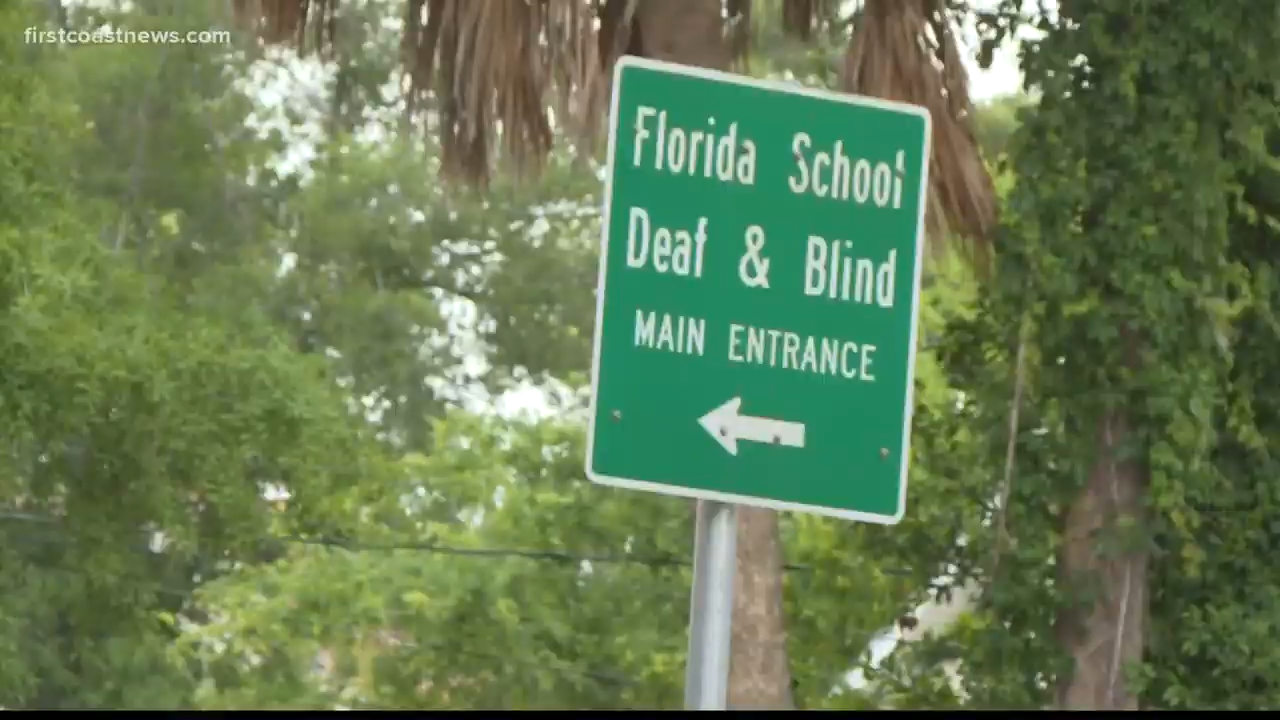 firstcoastnews.com
Florida School
Deaf & Blind
MAIN ENTRANCE